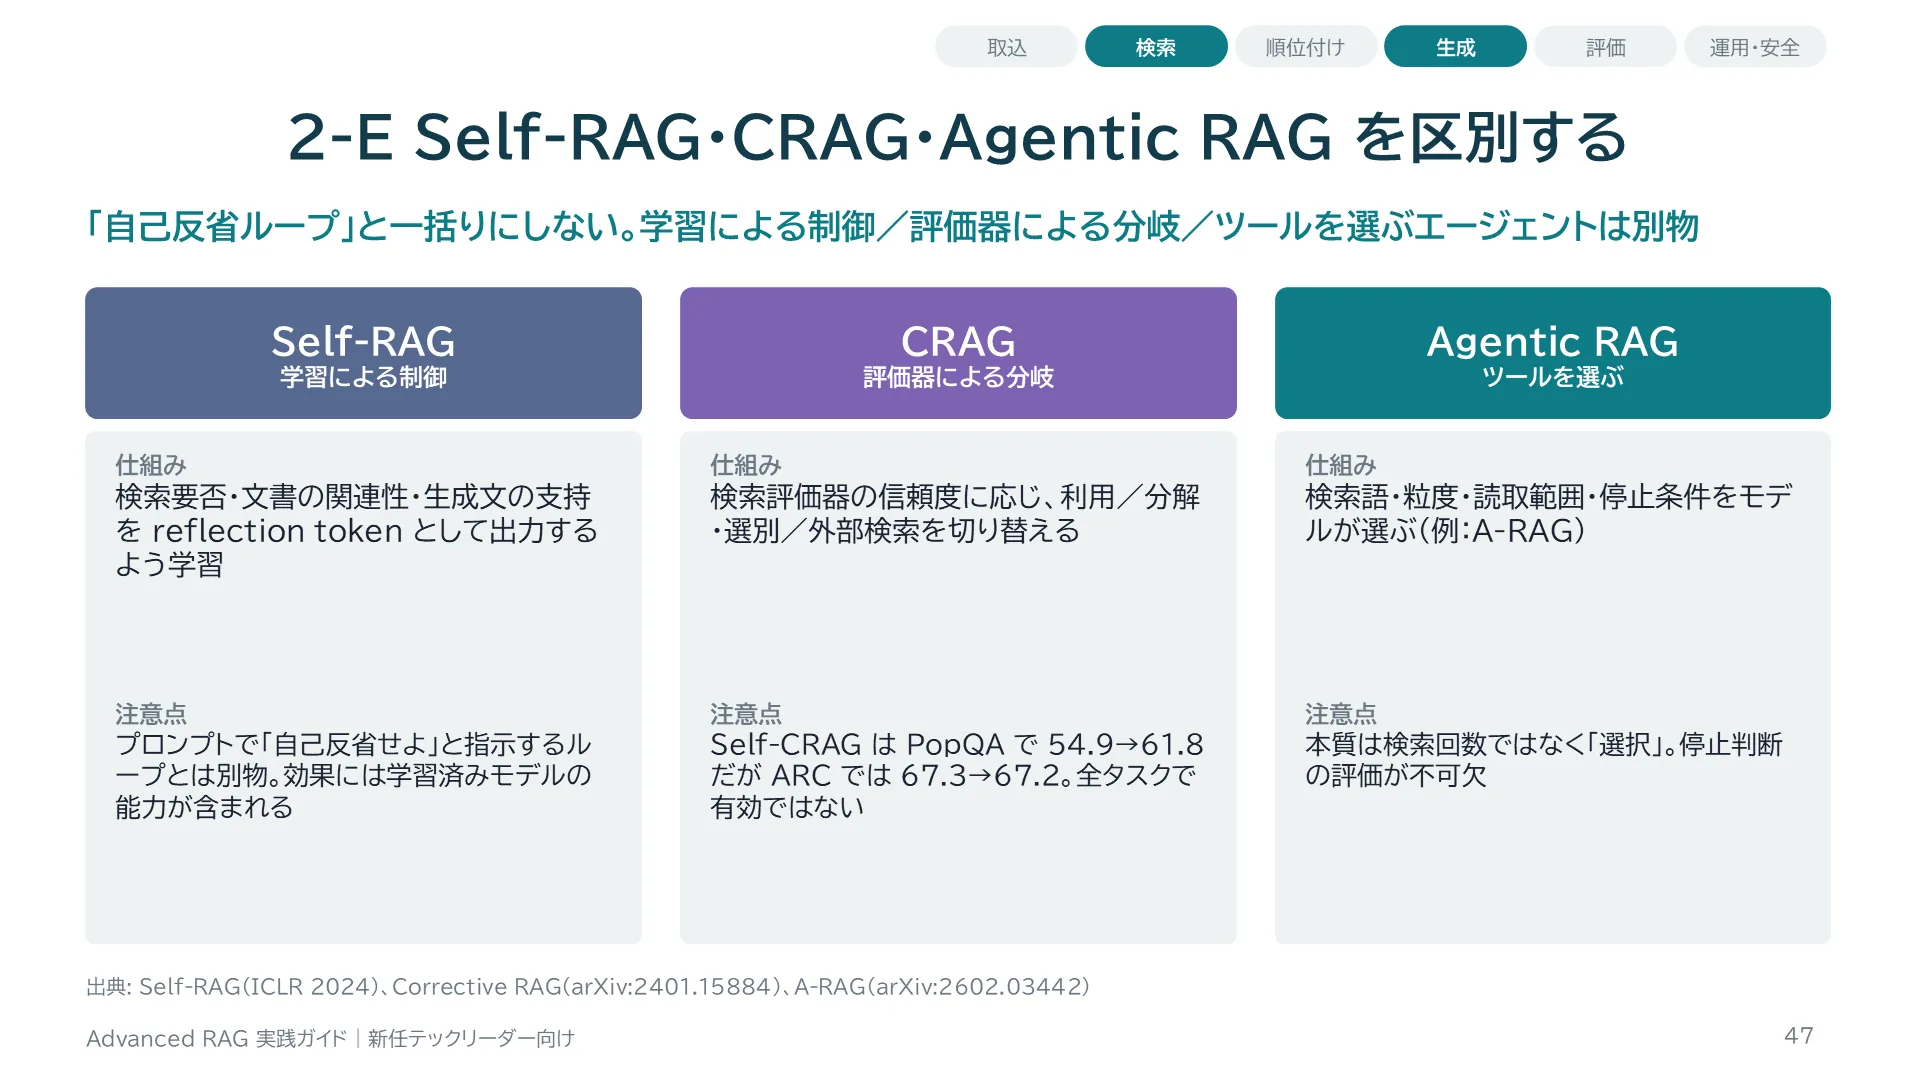 取込
検索
順位付け
生成
評価
運用・安全
2-E Self-RAG・CRAG・Agentic RAG を区別する
「自己反省ループ」と一括りにしない。学習による制御／評価器による分岐／ツールを選ぶエージェントは別物
Self-RAG
学習による制御
仕組み
検索要否・文書の関連性・生成文の支持
を reflection token として出力する
よう学習
注意点
プロンプトで「自己反省せよ」と指示するル
ープとは別物。効果には学習済みモデルの
能力が含まれる
CRAG
評価器による分岐
仕組み
検索評価器の信頼度に応じ、利用／分解
・選別／外部検索を切り替える
注意点
Self-CRAG は PopQA で 54.9→61.8
だが ARC では 67.3→67.2。全タスクで
有効ではない
Agentic RAG
ツールを選ぶ
仕組み
検索語・粒度・読取範囲・停止条件をモデ
ルが選ぶ（例：A-RAG）
注意点
本質は検索回数ではなく「選択」。停止判断
の評価が不可欠
出典: Self-RAG（ICLR 2024）、Corrective RAG（arXiv:2401.15884）、A-RAG（arXiv:2602.03442）
Advanced RAG 実践ガイド｜新任テックリーダー向け
47